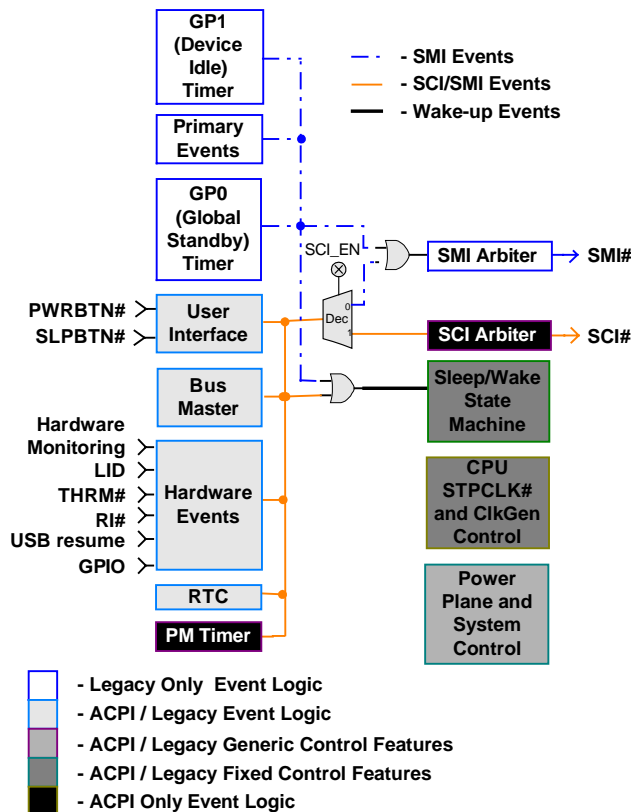 GP1
(Device
Idle)
Timer
- SMI Events
- SCI/SMI Events
- Wake-up Events
Primary
Events
GP0
(Global
Standby)
Timer
SCI_EN
SMI Arbiter
SMI#
PWRBTN#
SLPBTN#
User
Interface
Dec
0
1
SCI Arbiter
SCI#
Bus
Master
Sleep/Wake
State
Machine
Hardware
Monitoring
LID
THRM#
RI#
USB resume
GPIO
Hardware
Events
CPU
STPCLK#
and ClkGen
Control
RTC
PM Timer
Power
Plane and
System
Control
- Legacy Only Event Logic
- ACPI / Legacy Event Logic
- ACPI / Legacy Generic Control Features
- ACPI / Legacy Fixed Control Features
- ACPI Only Event Logic